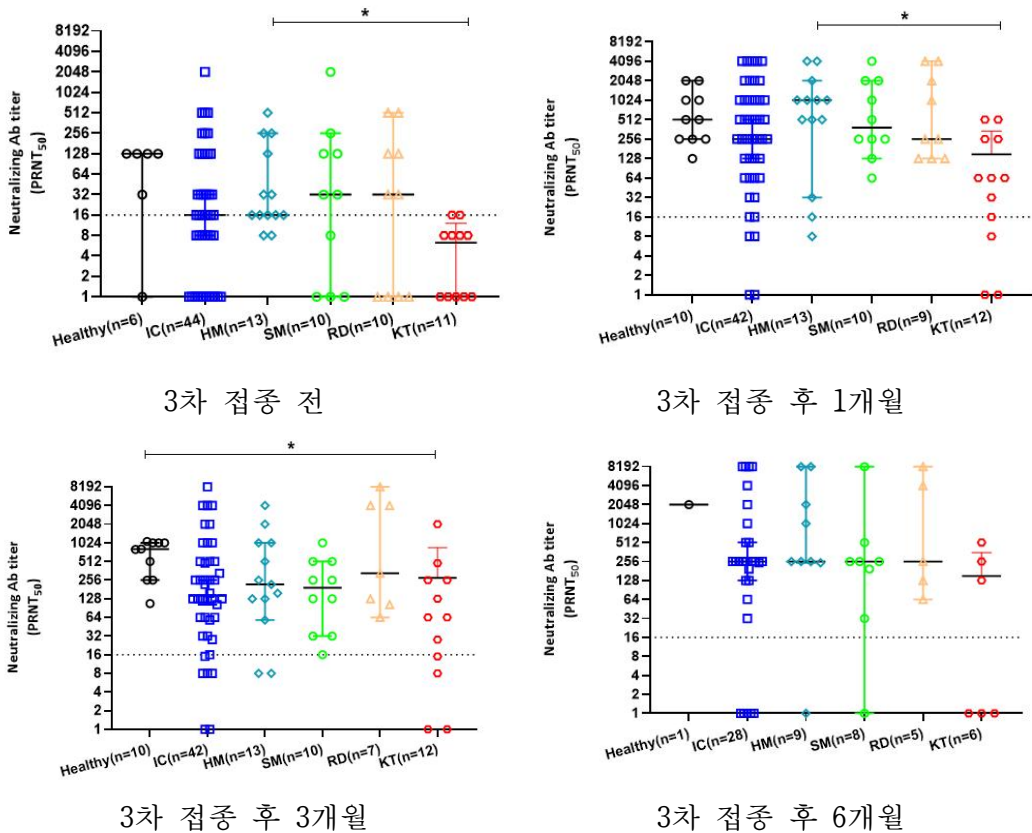 *
8192
4096
2048
1024
512
256
128
64
32
16
8
4
2
1
Neutralizing Ab titer
(PRNT50)
Healthy(n=6)
IC(n=44)
HM(n=13)
SM(n=10)
RD(n=10)
KT(n=11)
3차 접종 전
*
8192
4096
2048
1024
512
256
128
64
32
16
8
4
2
1
Neutralizing Ab titer
(PRNT50)
Healthy(n=10)
IC(n=42)
HM(n=13)
SM(n=10)
RD(n=9)
KT(n=12)
3차 접종 후 1개월
*
8192
4096
2048
1024
512
256
128
64
32
16
8
4
2
1
Neutralizing Ab titer
(PRNT50)
Healthy(n=10)
IC(n=42)
HM(n=13)
SM(n=10)
RD(n=7)
KT(n=12)
3차 접종 후 3개월
8192
4096
2048
1024
512
256
128
64
32
16
8
4
2
1
Neutralizing Ab titer
(PRNT50)
Healthy(n=1)
IC(n=28)
HM(n=9)
SM(n=8)
RD(n=5)
KT(n=6)
3차 접종 후 6개월